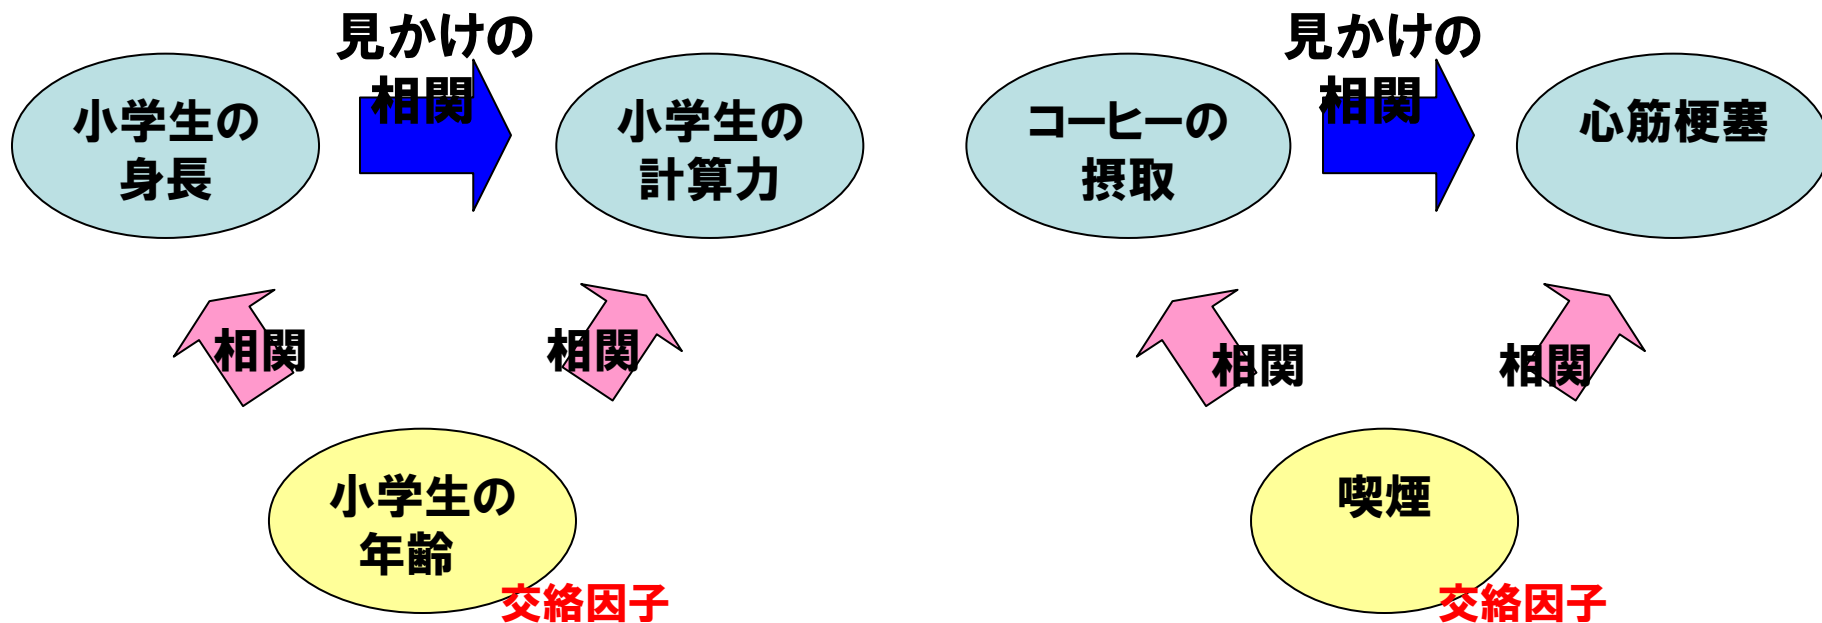 見かけの
相関
小学生の
身長
小学生の
計算力
相関
相関
小学生の
年齢
交絡因子
見かけの
相関
コーヒーの
摂取
心筋梗塞
相関
相関
喫煙
交絡因子